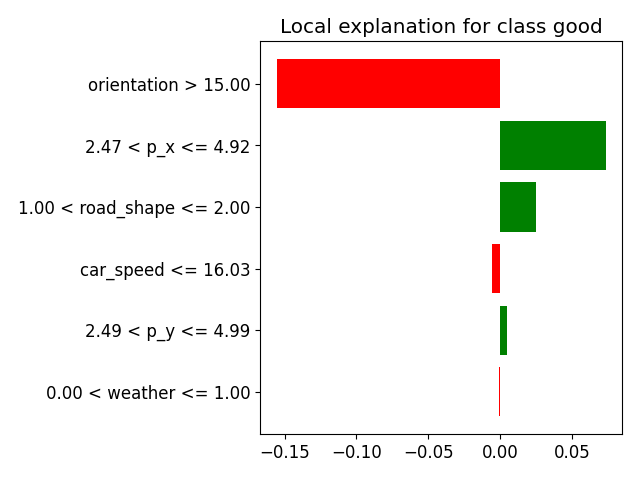 Local explanation for class good
orientation > 15.00
2.47 < p_x <= 4.92
1.00 < road_shape <= 2.00
car_speed <= 16.03
2.49 < p_y <= 4.99
0.00 < weather <= 1.00
−0.15 −0.10 −0.05 0.00 0.05